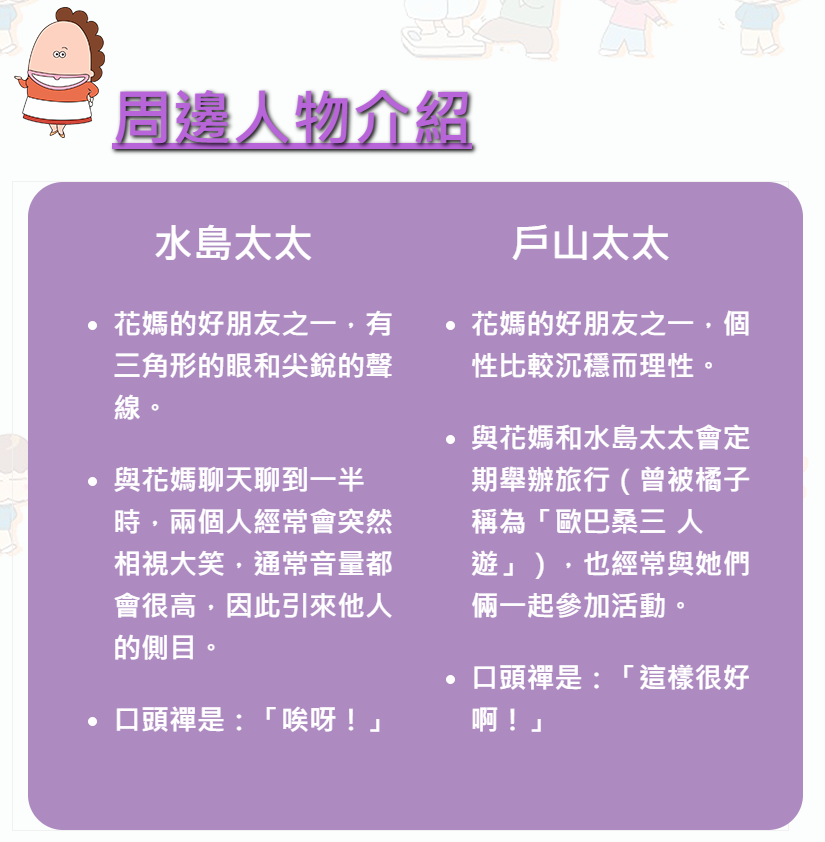 周邊人物介紹
水島太太
花媽的好朋友之一，有
三角形的眼和尖銳的聲
線。
與花媽聊天聊到一半
時，兩個人經常會突然
相視大笑，通常音量都
會很高，因此引來他人
的側目。
口頭禪是：「唉呀！」
戶山太太
花媽的好朋友之一，個
性比較沉穩而理性。
與花媽和水島太太會定
期舉辦旅行（曾被橘子
稱為「歐巴桑三 人
遊」），也經常與她們
倆一起參加活動。
口頭禪是：「這樣很好
啊！」